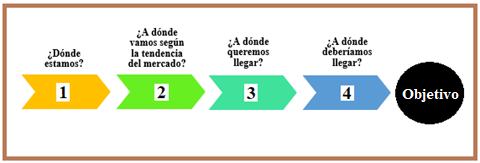 ¿Dónde
estamos?
1
¿A dónde
vamos según
la tendencia
del mercado?
2
¿A dónde
queremos
llegar?
3
¿A dónde
deberíamos
llegar?
4
Objetivo